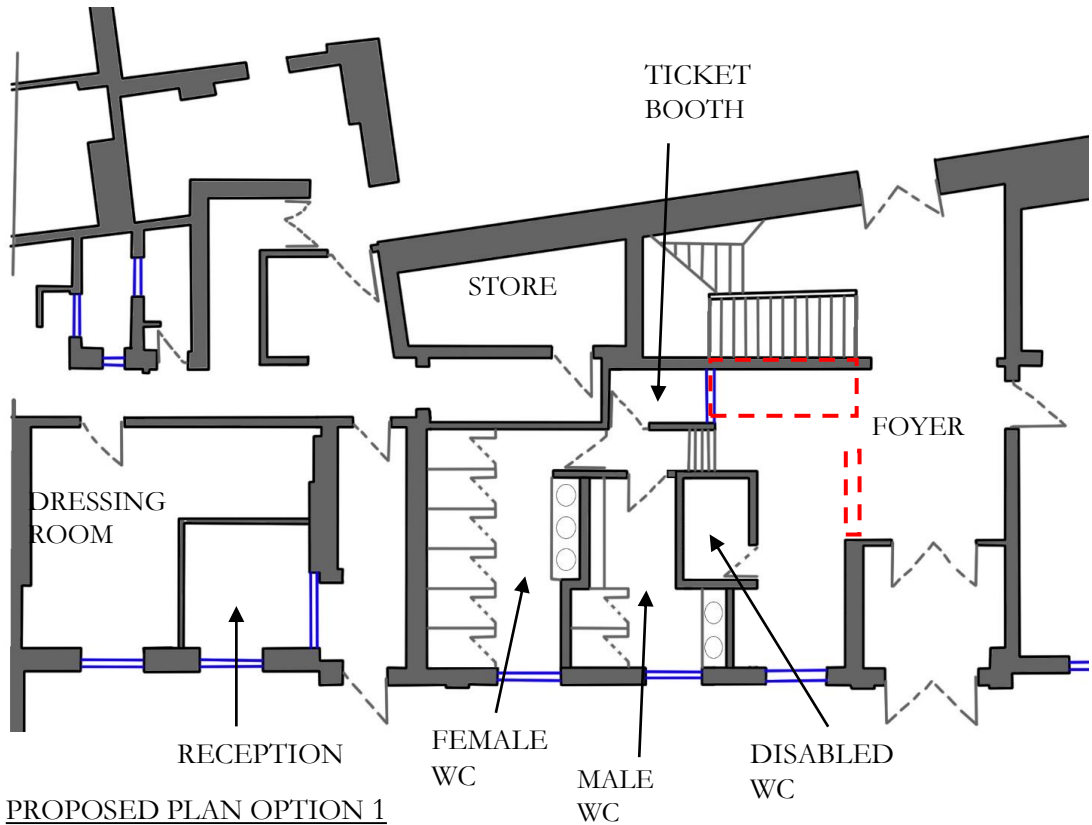 TICKET
BOOTH
STORE
FOYER
DRESSING
ROOM
RECEPTION
FEMALE
WC
MALE
WC
DISABLED
WC
PROPOSED PLAN OPTION 1